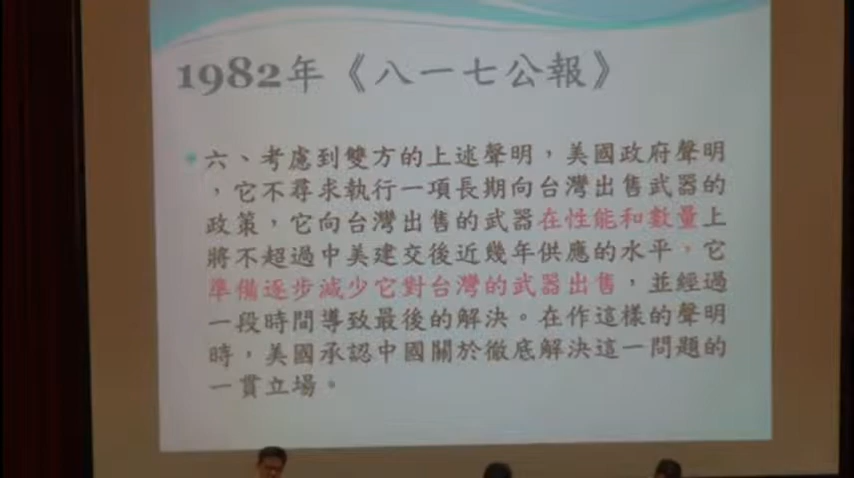 1982年《八一七公報》
六、考慮到雙方的上述聲明，美國政府聲明
，它不尋求執行一項長期向台灣出售武器的
政策，它向台灣出售的武器在性能和數量上
將不超過中美建交後近幾年供應的水平，它
準備逐步減少它對台灣的武器出售，並經過
一段時間導致最後的解決。在作這樣的聲明
時，美國承認中國關於徹底解決這一問題的
一貫立場。